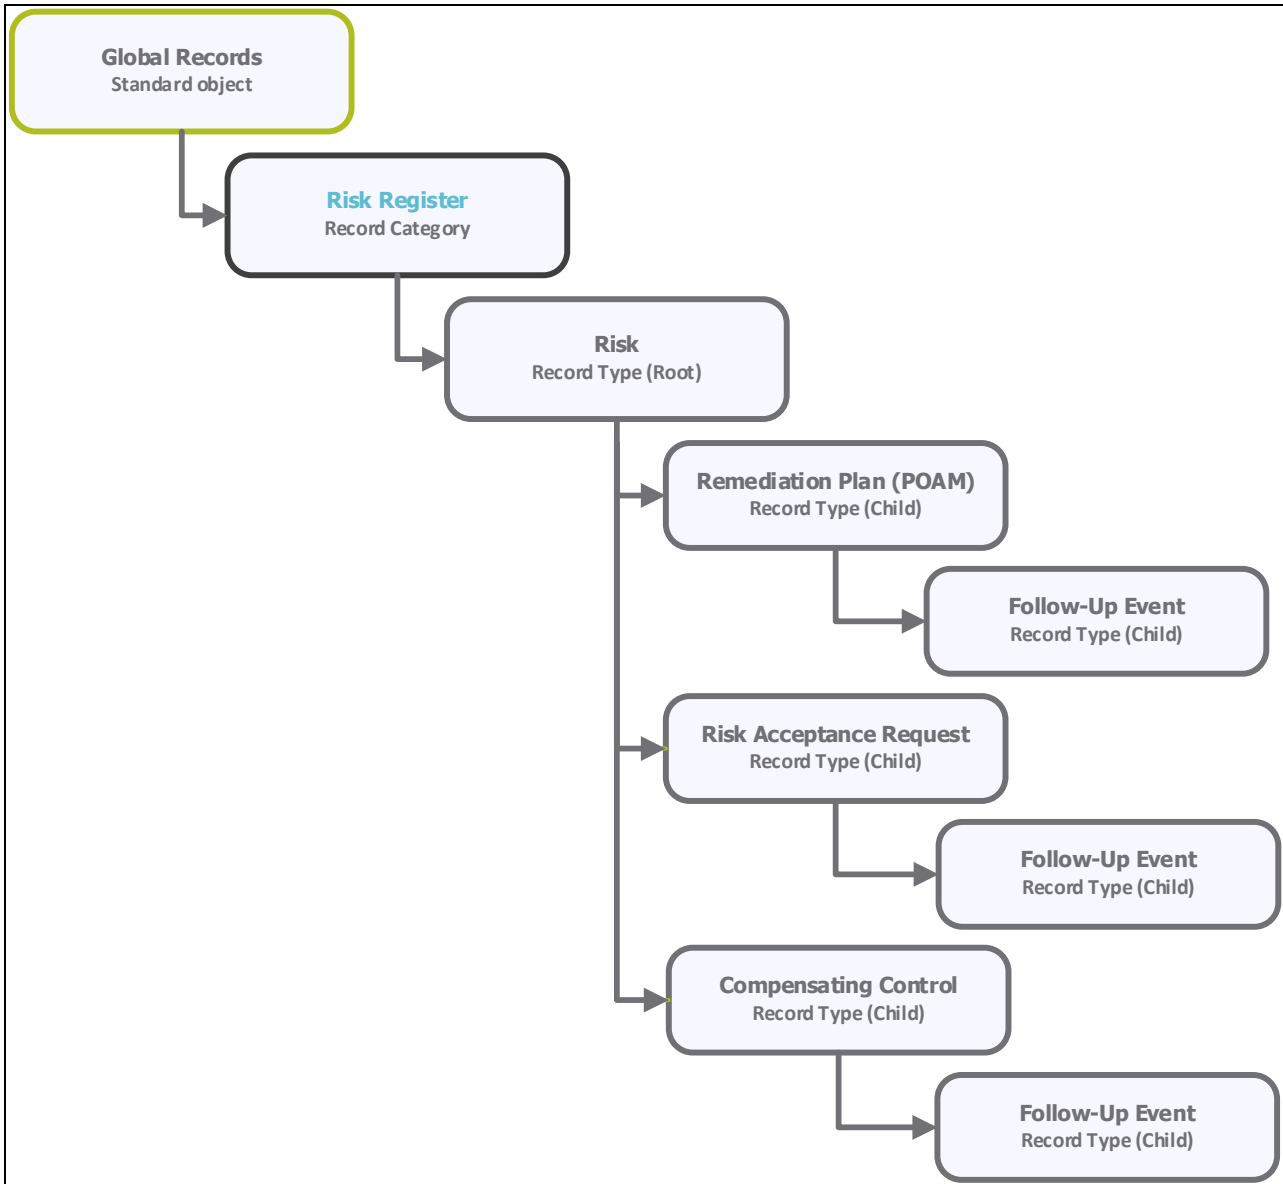 Global Records
Standard object
Risk Register
Record Category
Risk
Record Type (Root)
Remediation Plan (POAM)
Record Type (Child)
Follow-Up Event
Record Type (Child)
Risk Acceptance Request
Record Type (Child)
Follow-Up Event
Record Type (Child)
Compensating Control
Record Type (Child)
Follow-Up Event
Record Type (Child)